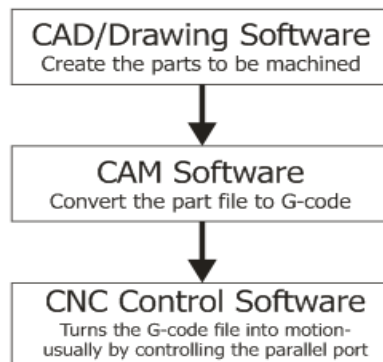 CAD/Drawing Software
Create the parts to be machined
CAM Software
Convert the part file to G-code
CNC Control Software
Turns the G-code file into motion-
usually by controlling the parallel port